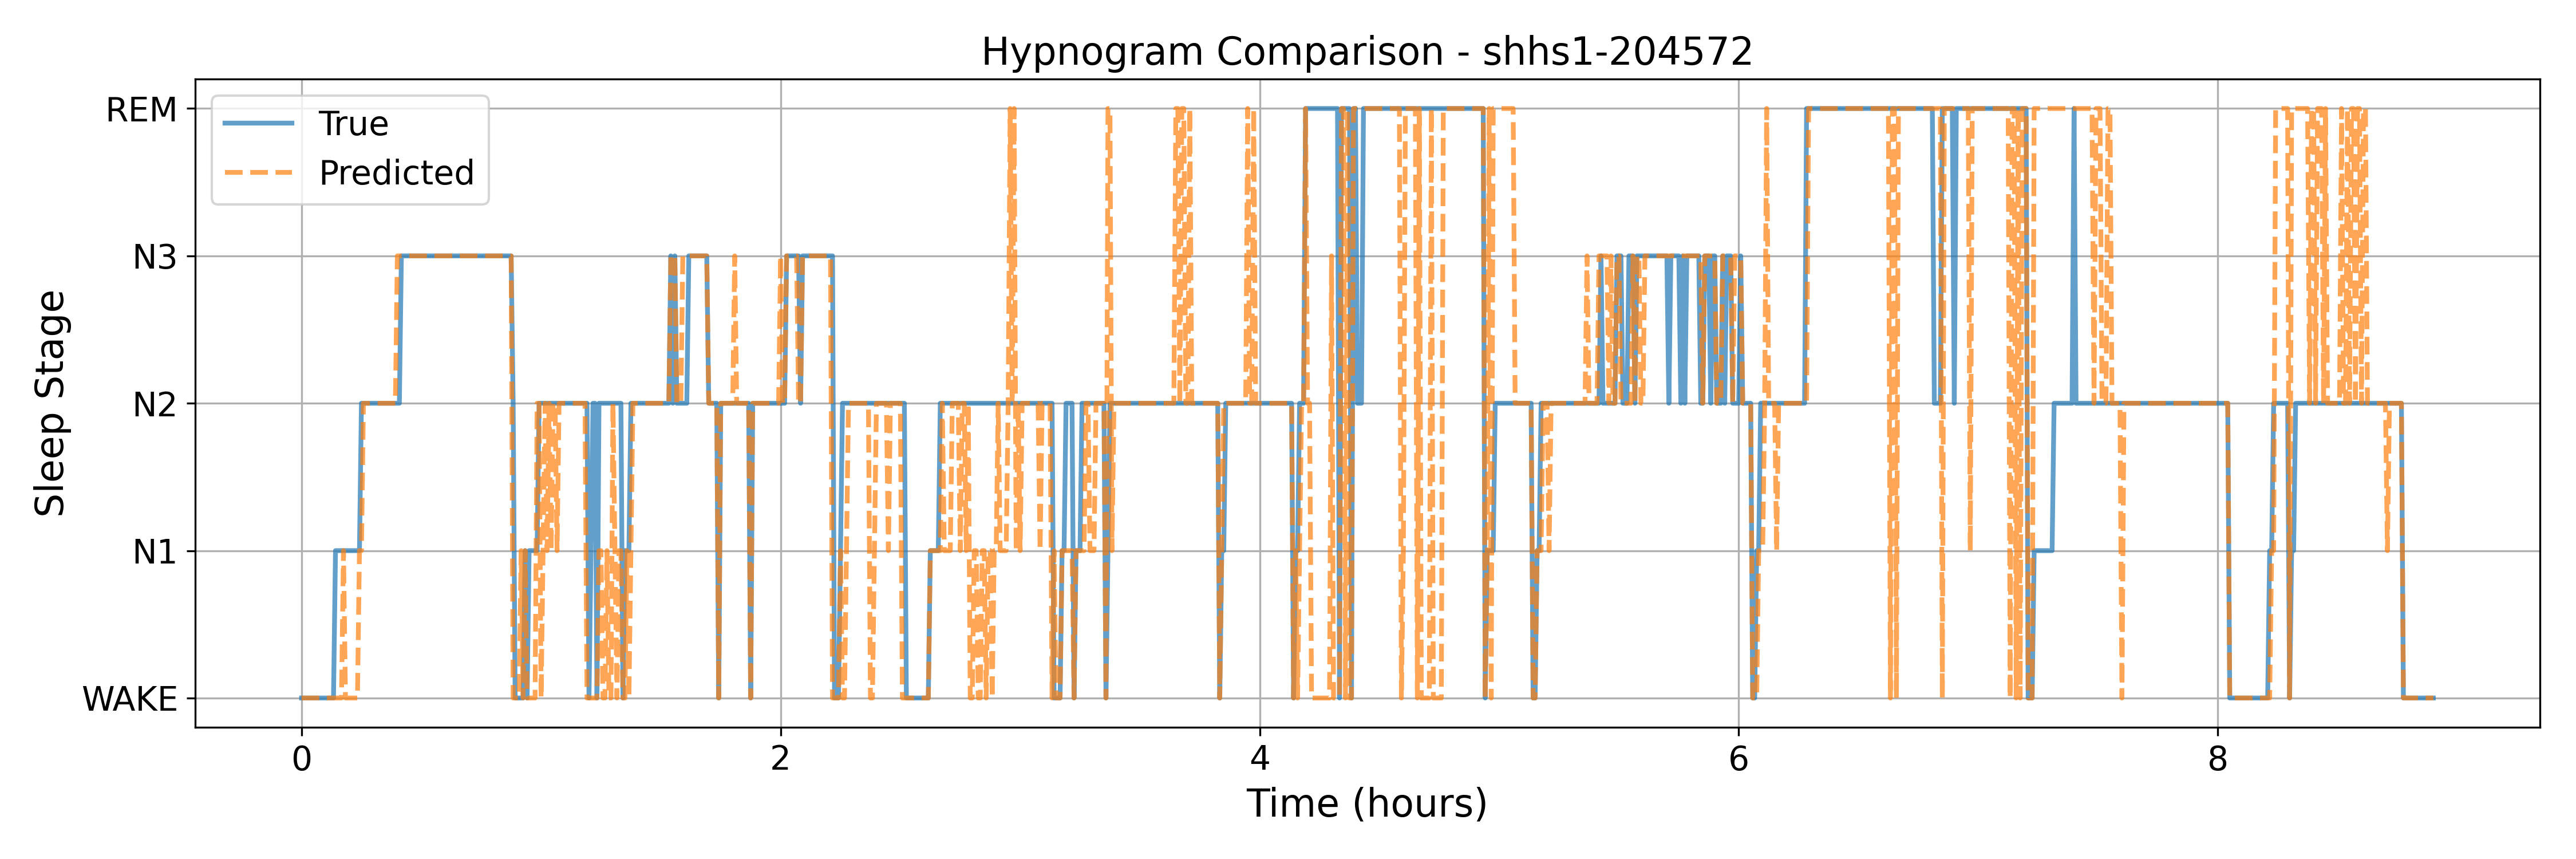 Hypnogram Comparison - shhs1-204572
True
Predicted
REM
N3
N2
N1
WAKE
Sleep Stage
0 2 4 6 8
Time (hours)